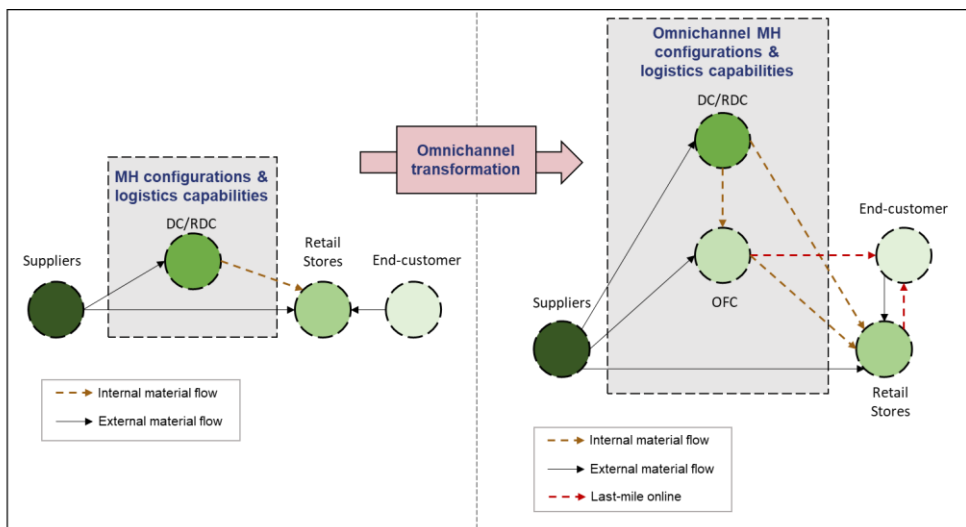 MH configurations &
logistics capabilities
DC/RDC
Suppliers
Retail
Stores
End-customer
Internal material flow
External material flow
Omnichannel
transformation
Omnichannel MH
configurations &
logistics capabilities
DC/RDC
End-customer
OFC
Suppliers
Retail
Stores
Internal material flow
External material flow
Last-mile online